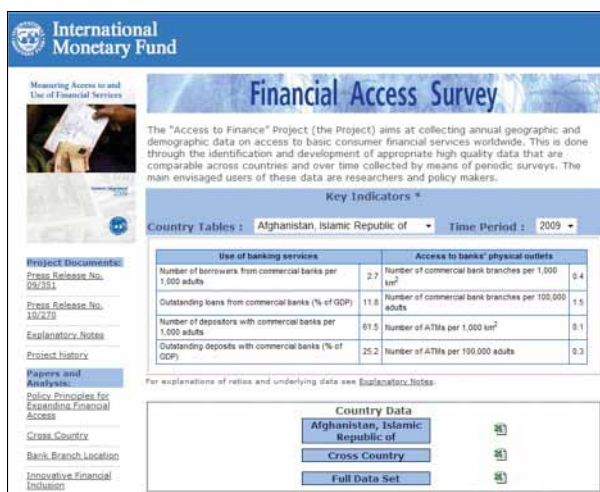 International
Monetary Fund
Measuring Access to and
Use of Financial Services
Financial Access Survey
The "Access to Finance" Project (the Project) aims at collecting annual geographic and
demographic data on access to basic consumer financial services worldwide. This is done
through the identification and development of appropriate high quality data that are
comparable across countries and over time collected by means of periodic surveys. The
main envisaged users of these data are researchers and policy makers.
Key Indicators *
Country Tables : Afghanistan, Islamic Republic of Time Period : 2009
Use of banking services Access to banks' physical outlets
Number of borrowers from commercial banks per 1,000 adults 2.7 Number of commercial bank branches per 1,000 km2 0.4
Outstanding loans from commercial banks (% of GDP) 11.8 Number of commercial bank branches per 100,000 adults 1.5
Number of depositors with commercial banks per 1,000 adults 61.5 Number of ATMs per 1,000 km2 0.1
Outstanding deposits with commercial banks (% of GDP) 25.2 Number of ATMs per 100,000 adults 0.3
For explanations of ratios and underlying data see Explanatory Notes.
Project Documents:
Press Release No.
09/351
Press Release No.
10/270
Explanatory Notes
Project history
Papers and
Analysis:
Policy Principles for
Expanding Financial
Access
Cross Country
Bank Branch Location
Innovative Financial
Inclusion
Country Data
Afghanistan, Islamic
Republic of
Cross Country
Full Data Set